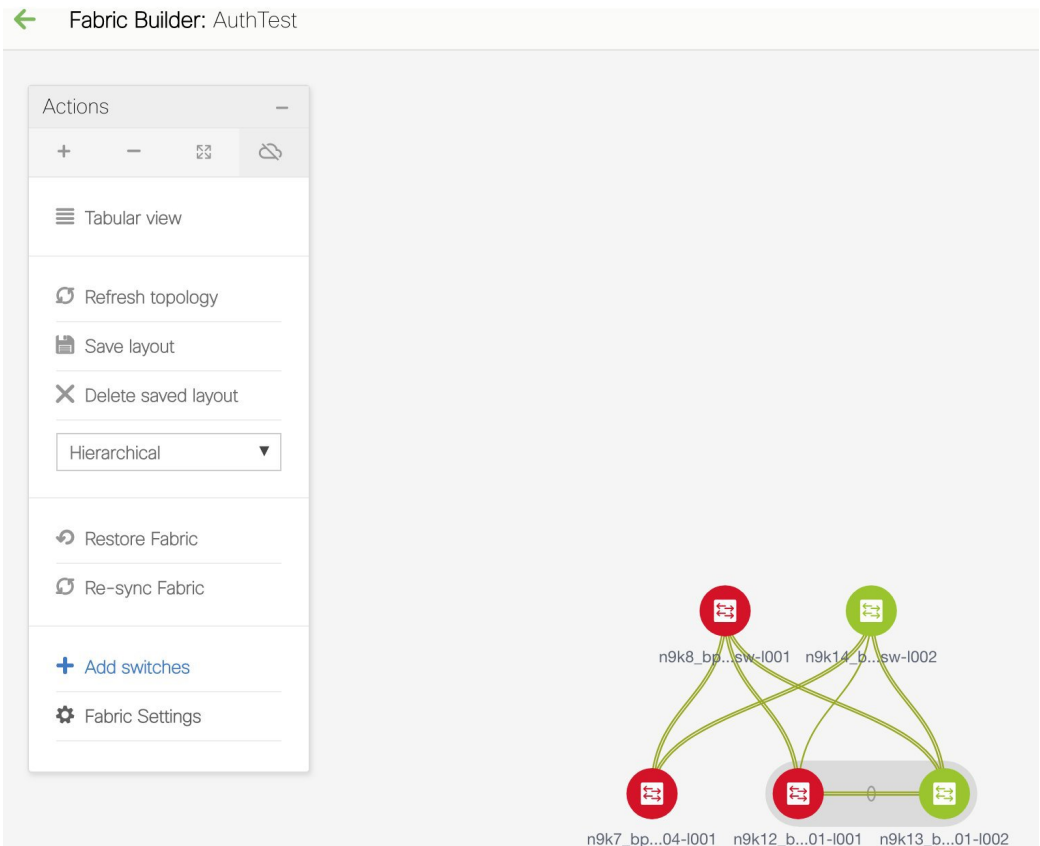 Fabric Builder: AuthTest
Actions
Tabular view
Refresh topology
Save layout
Delete saved layout
Hierarchical
Restore Fabric
Re-sync Fabric
Add switches
Fabric Settings
n9k8_bp...sw-l001 n9k14_b...sw-l002
n9k7_bp...04-l001 n9k12_b...01-l001 n9k13_b...01-l002